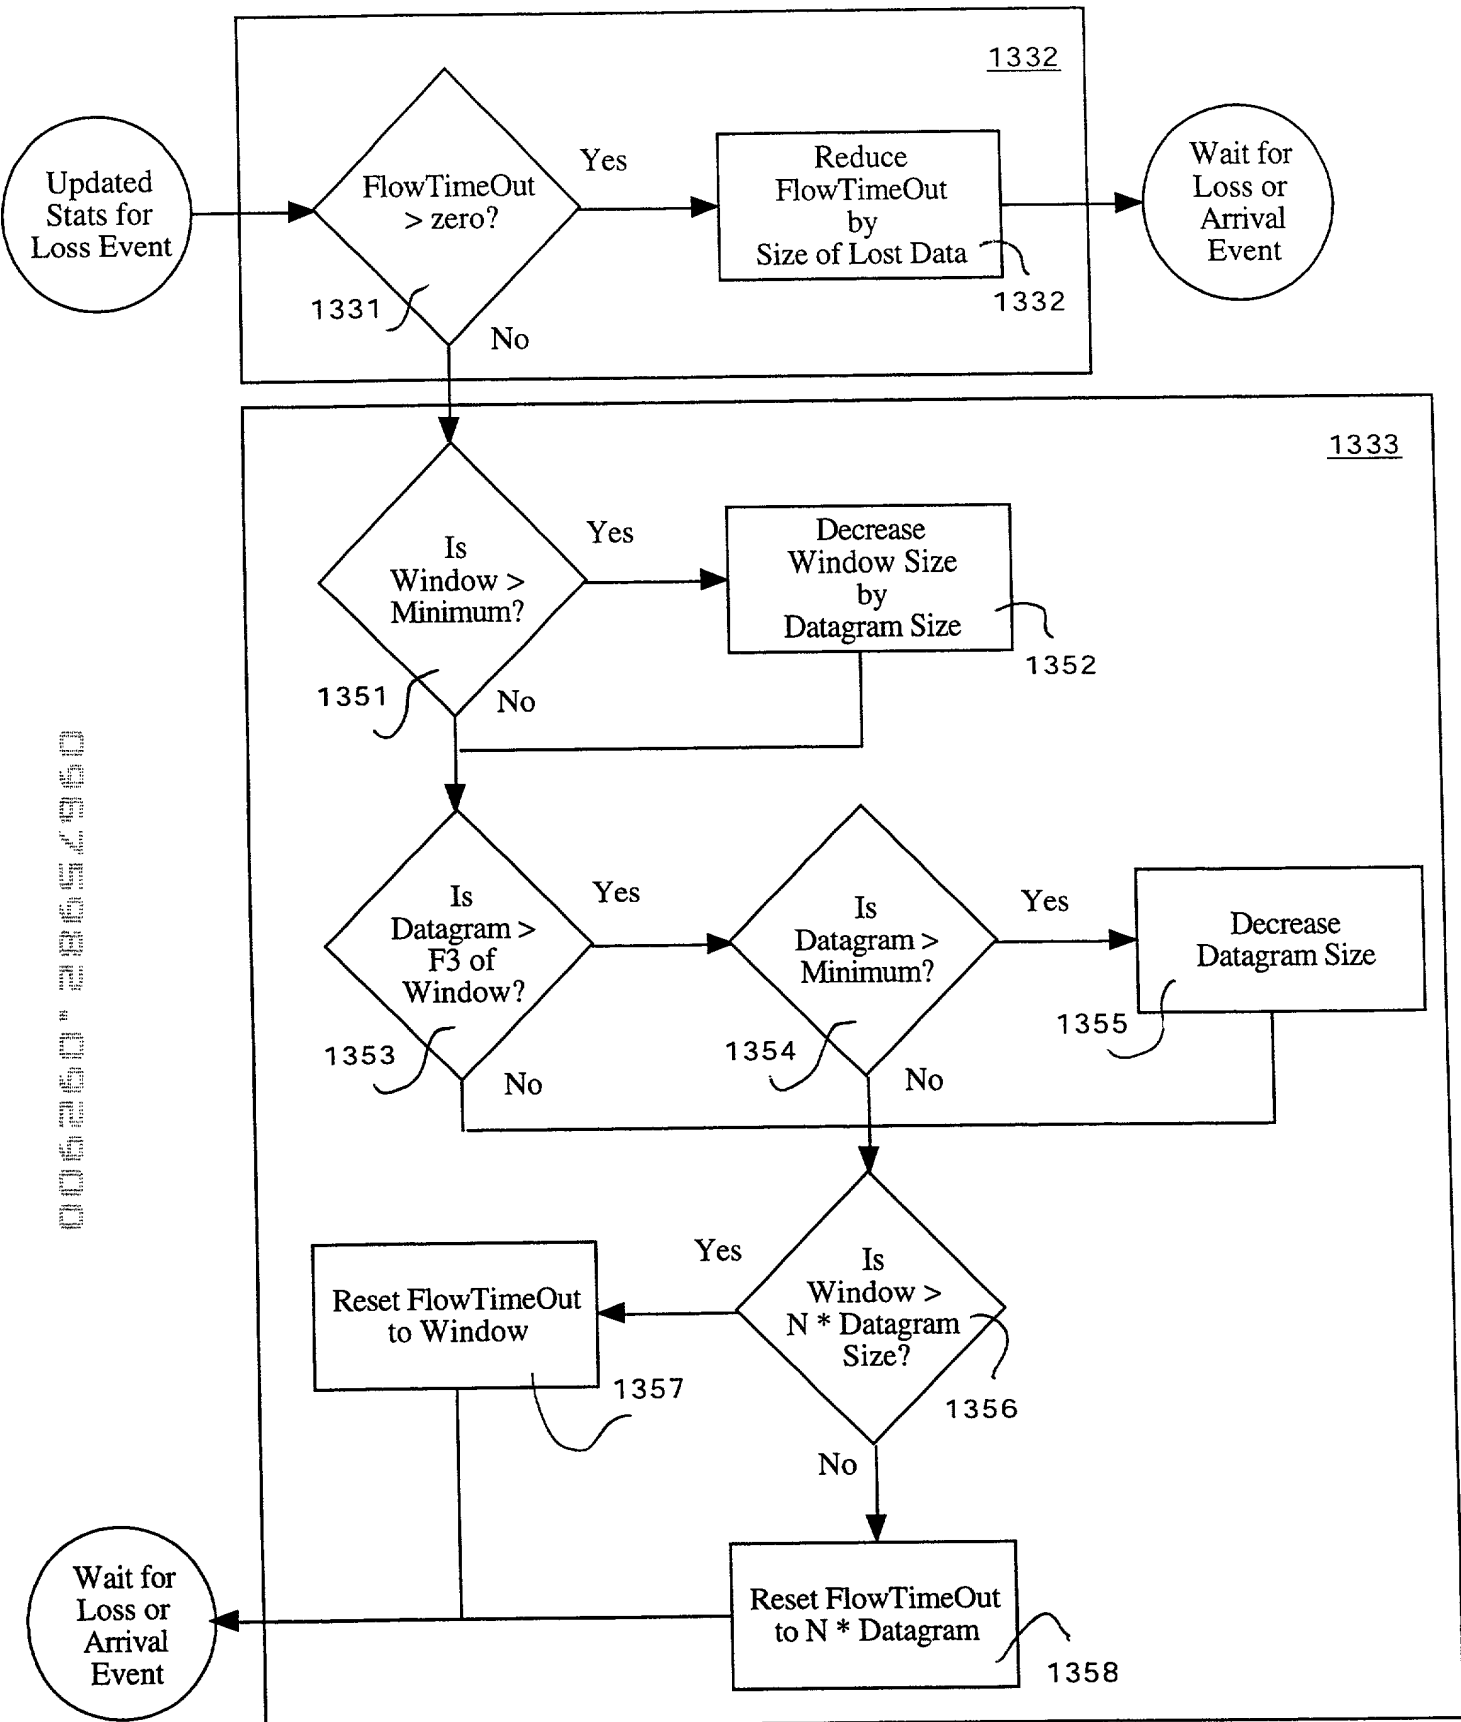 1332
Updated
Stats for
Loss Event
FlowTimeOut
> zero?
1331
Yes
No
Reduce
FlowTimeOut
by
Size of Lost Data
1332
Wait for
Loss or
Arrival
Event
1333
Is
Window >
Minimum?
1351
Yes
No
Decrease
Window Size
by
Datagram Size
1352
Is
Datagram >
F3 of
Window?
1353
Yes
No
Is
Datagram >
Minimum?
1354
Yes
No
Decrease
Datagram Size
1355
Is
Window >
N * Datagram
Size?
1356
Yes
No
Reset FlowTimeOut
to Window
1357
Reset FlowTimeOut
to N * Datagram
1358
Wait for
Loss or
Arrival
Event